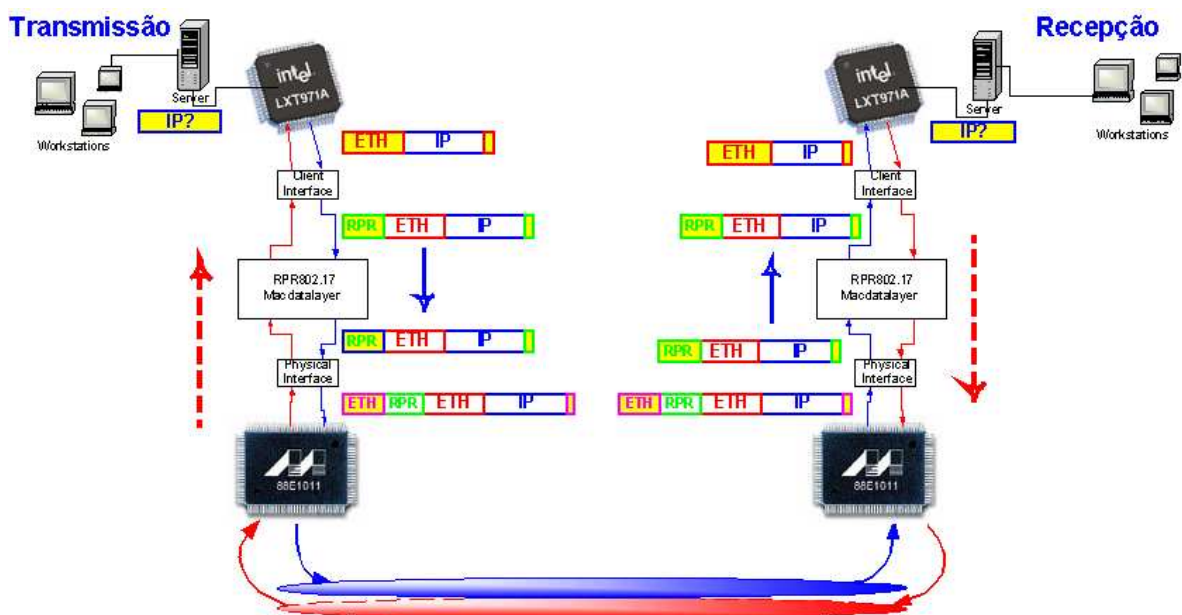 Transmissão
Server
IP?
Workstations
intel
LXT971A
ETH IP
Client
Interface
RPR ETH IP
RPR802.17
Macdatalayer
RPR ETH IP
Physical
Interface
ETH RPR ETH IP
88E1011
Recepção
intel
LXT971A
Server
IP?
Workstations
ETH IP
Client
Interface
RPR ETH IP
RPR802.17
Macdatalayer
RPR ETH IP
Physical
Interface
ETH RPR ETH IP
88E1011